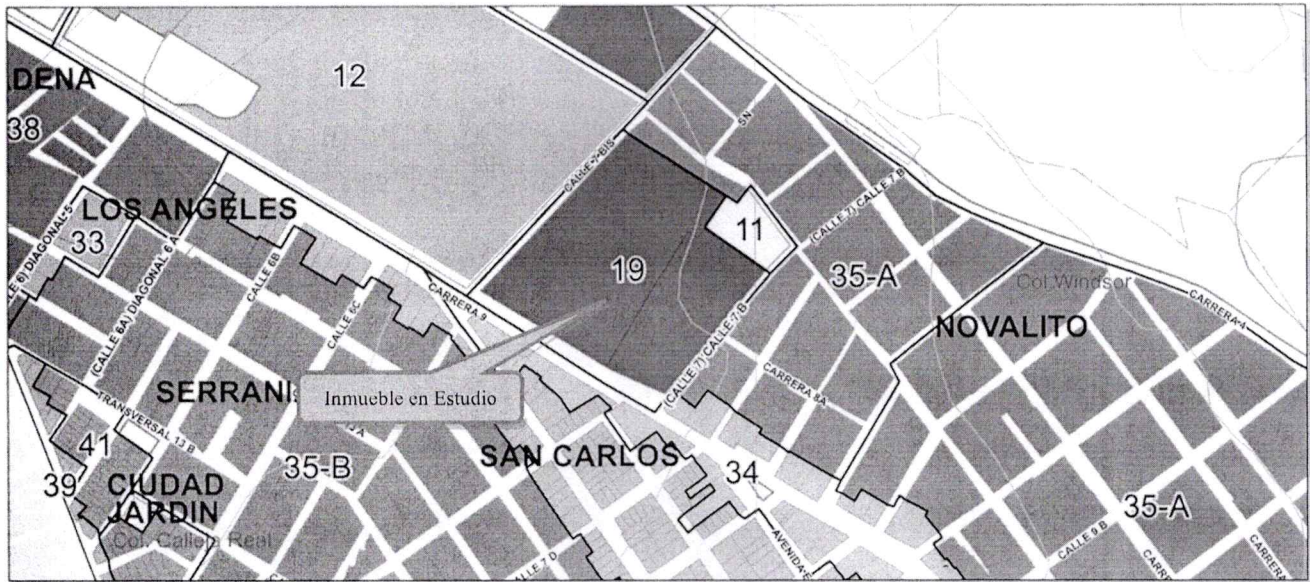 12
ADENA
38
SN
CALLE-7-BIS
(CALLE 7) CALLE 7 B
LOS ANGELES
11
33
19
35-A
DIAGONAL-5
(CALLE 6A) DIAGONAL 6 A
CALLE 6B
CALLE 6C
CARRERA 9
Col.Windsor
CARRERA-4
NOVALITO
(CALLE 7) CALLE-7-B
CARRERA 8A
SERRANI
Inmueble en Estudio
TRANSVERSAL 13 B
41
35-B
SAN CARLOS
34
39
CIUDAD
JARDIN
Col. Calleja Real
35-A
CALLE 9 B
CALLE 7 D
AVENIDA-E
CARR
CARRERA